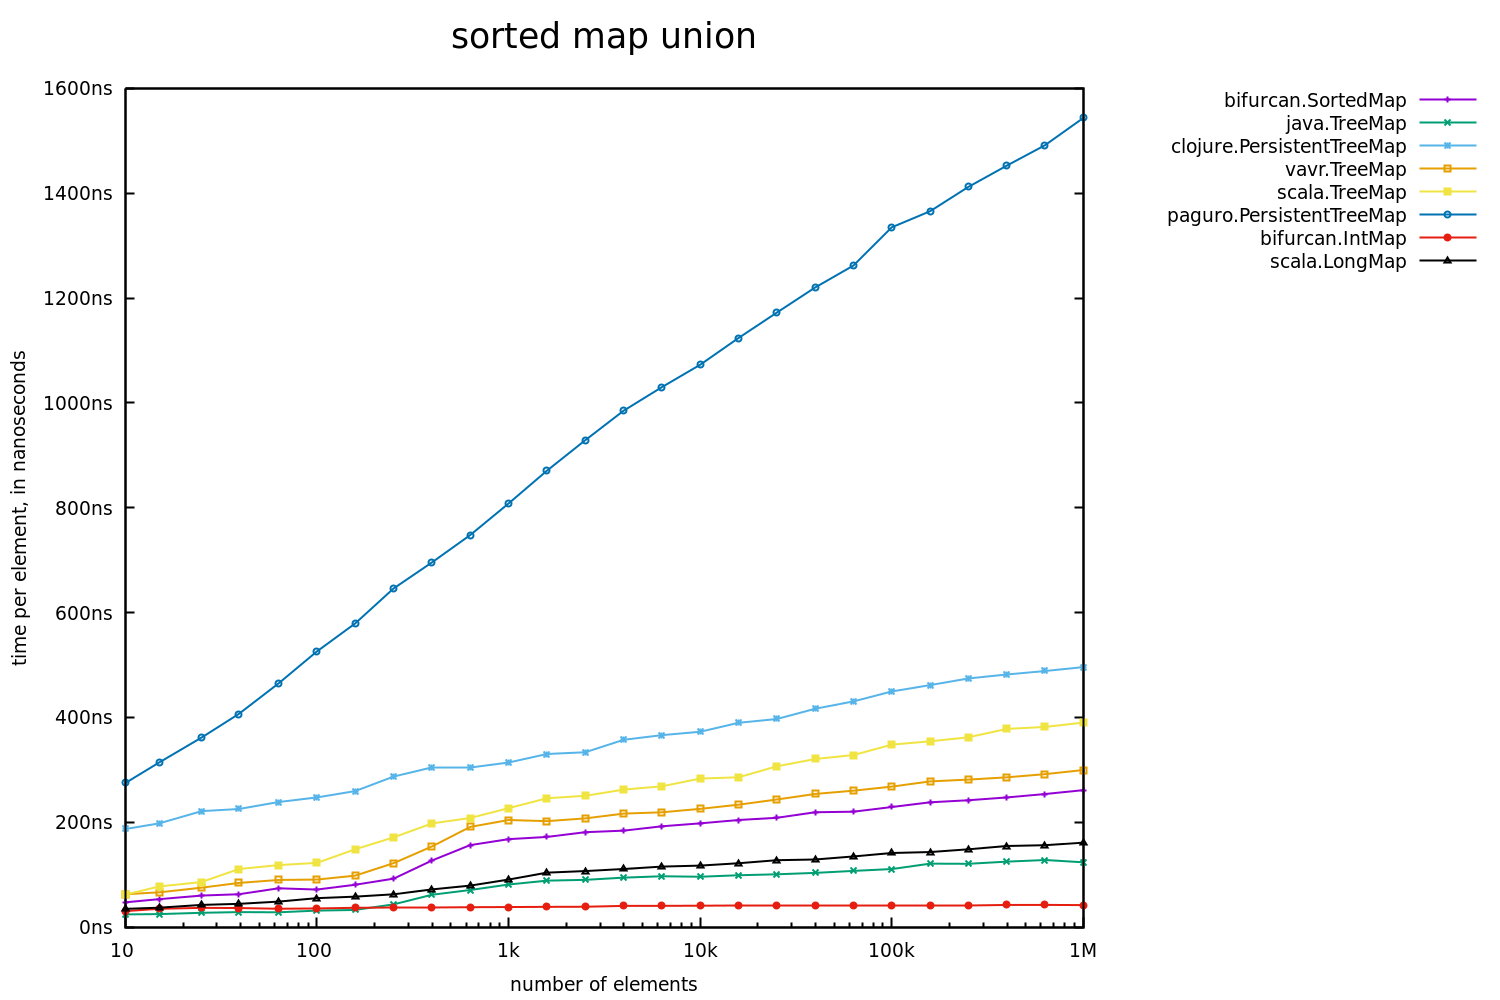 sorted map union
1600ns
1400ns
1200ns
1000ns
800ns
600ns
400ns
200ns
0ns
time per element, in nanoseconds
10
100
1k
10k
100k
1M
number of elements
bifurcan.SortedMap
java.TreeMap
clojure.PersistentTreeMap
vavr.TreeMap
scala.TreeMap
paguro.PersistentTreeMap
bifurcan.IntMap
scala.LongMap